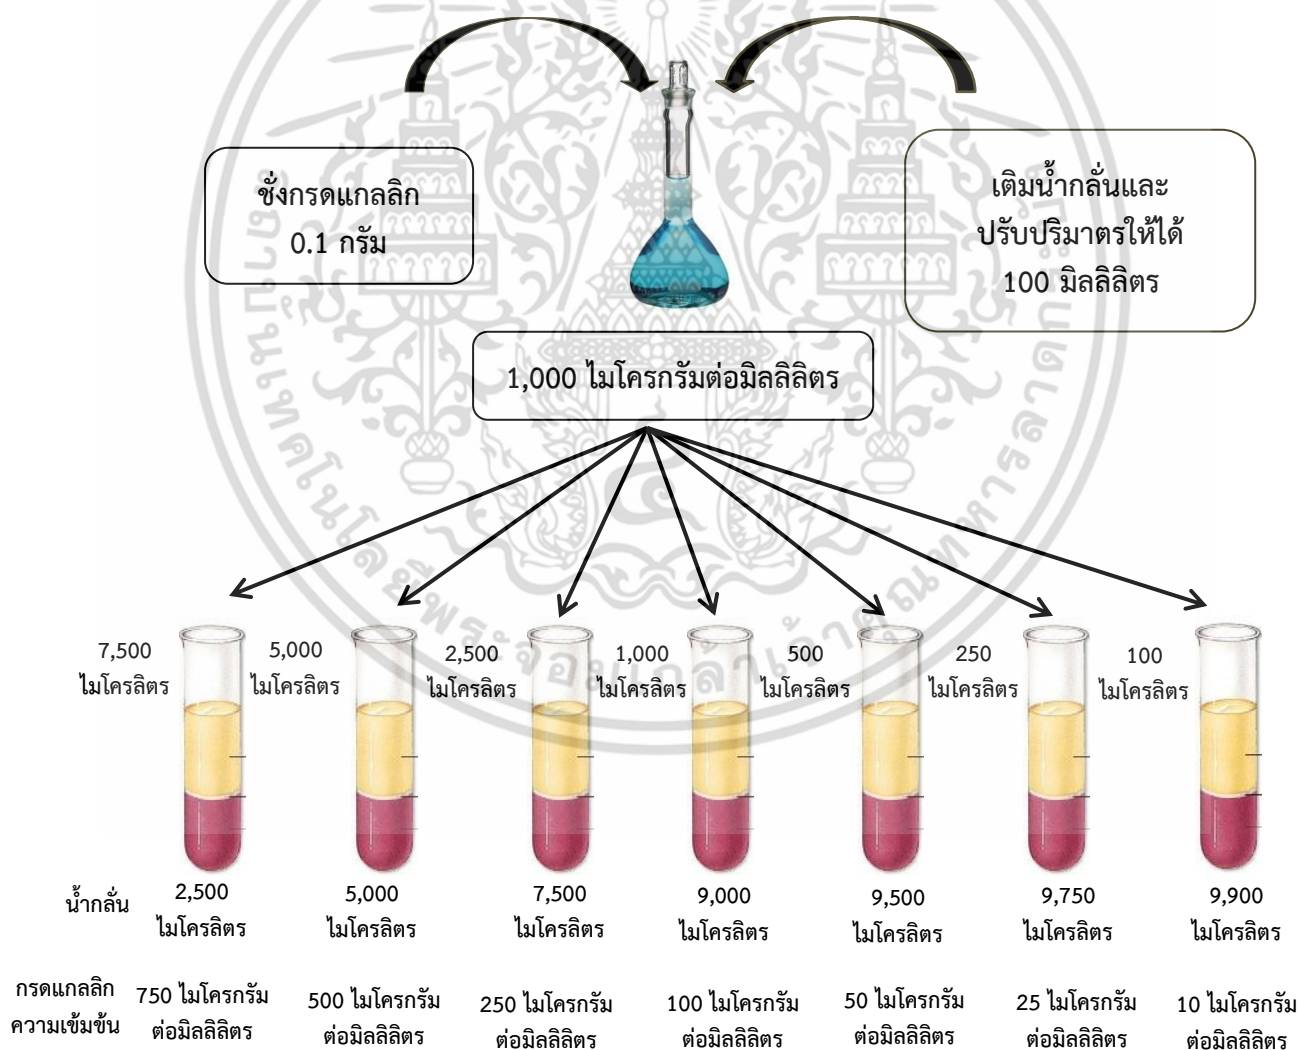 ชั่งกรดแกลลิก
0.1 กรัม
เติมน้ำกลั่นและ
ปรับปริมาตรให้ได้
100 มิลลิลิตร
1,000 ไมโครกรัมต่อมิลลิลิตร
7,500
ไมโครลิตร
5,000
ไมโครลิตร
2,500
ไมโครลิตร
1,000
ไมโครลิตร
500
ไมโครลิตร
250
ไมโครลิตร
100
ไมโครลิตร
น้ำกลั่น
2,500
ไมโครลิตร
5,000
ไมโครลิตร
7,500
ไมโครลิตร
9,000
ไมโครลิตร
9,500
ไมโครลิตร
9,750
ไมโครลิตร
9,900
ไมโครลิตร
กรดแกลลิก
ความเข้มข้น
750 ไมโครกรัม
ต่อมิลลิลิตร
500 ไมโครกรัม
ต่อมิลลิลิตร
250 ไมโครกรัม
ต่อมิลลิลิตร
100 ไมโครกรัม
ต่อมิลลิลิตร
50 ไมโครกรัม
ต่อมิลลิลิตร
25 ไมโครกรัม
ต่อมิลลิลิตร
10 ไมโครกรัม
ต่อมิลลิลิตร